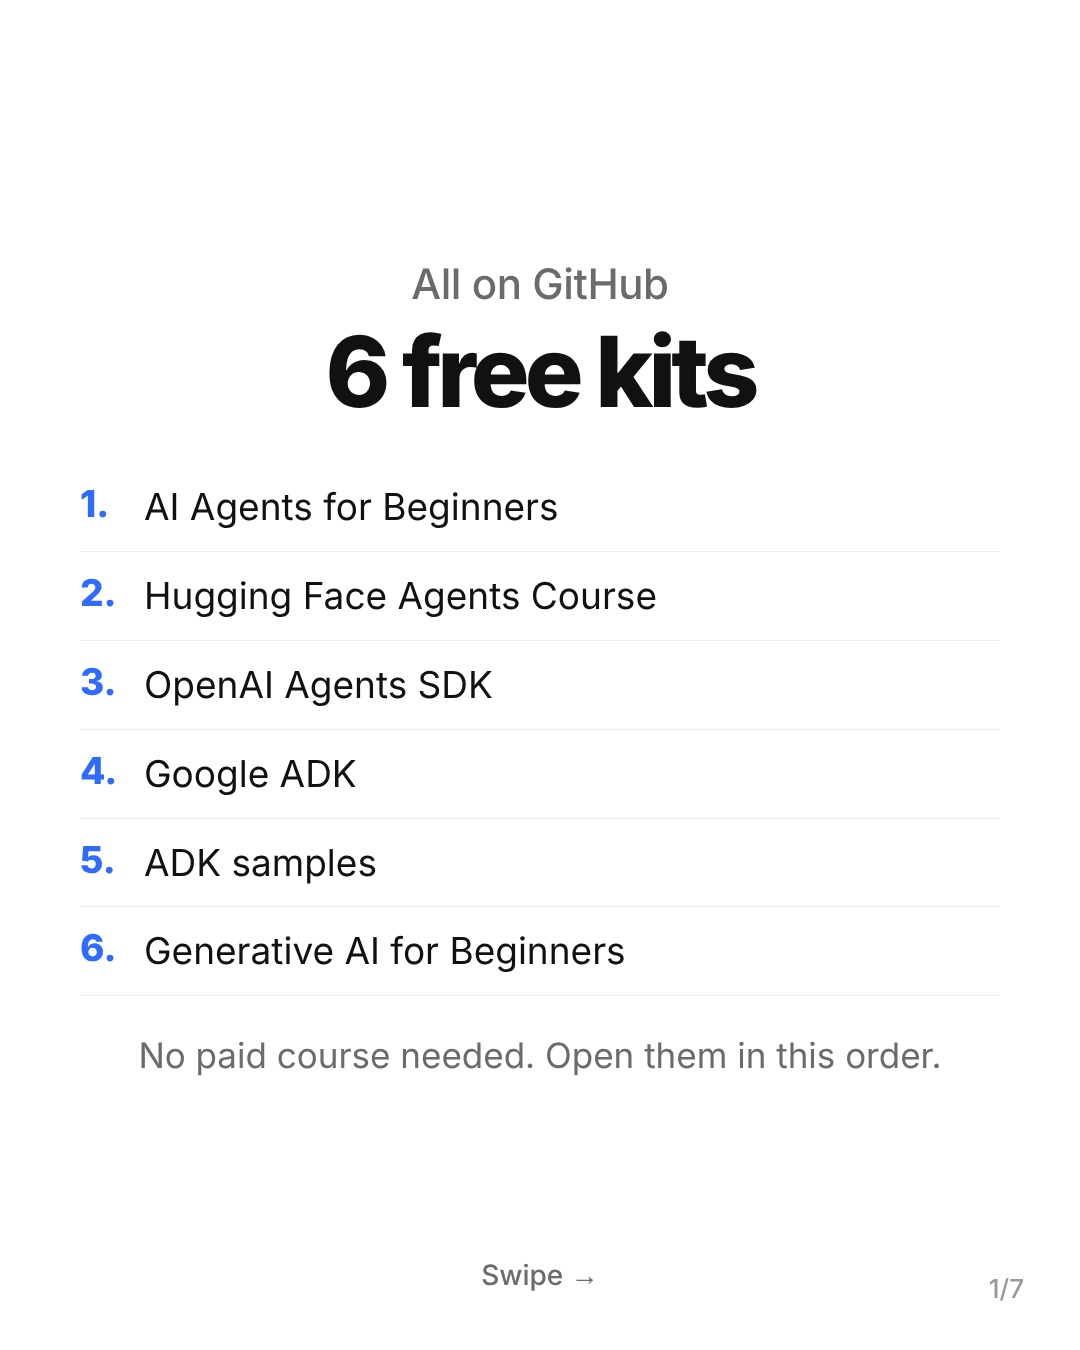 All on GitHub
6 free kits
1. AI Agents for Beginners
2. Hugging Face Agents Course
3. OpenAI Agents SDK
4. Google ADK
5. ADK samples
6. Generative AI for Beginners
No paid course needed. Open them in this order.
Swipe →
1/7